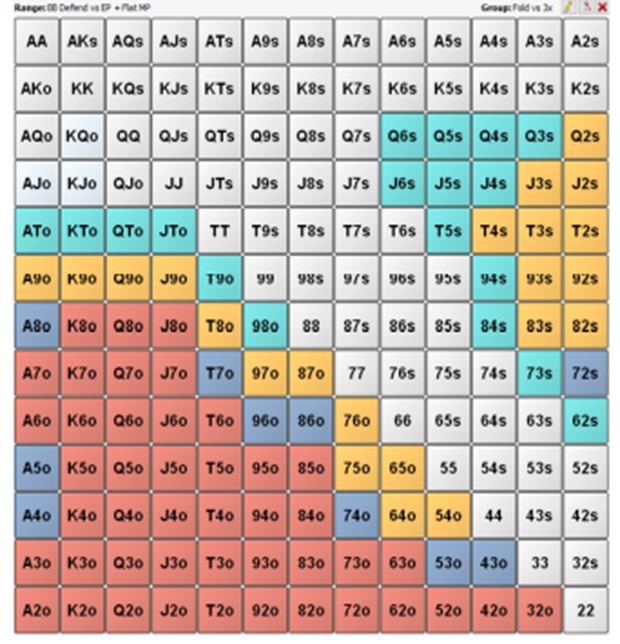 Range: BB Defend vs EP + Flat MP Group: Fold vs 3x
AA AKs AQs AJs ATs A9s A8s A7s A6s A5s A4s A3s A2s
AKo KK KQs KJs KTs K9s K8s K7s K6s K5s K4s K3s K2s
AQo KQo QQ QJs QTs Q9s Q8s Q7s Q6s Q5s Q4s Q3s Q2s
AJo KJo QJo JJ JTs J9s J8s J7s J6s J5s J4s J3s J2s
ATo KTo QTo JTo TT T9s T8s T7s T6s T5s T4s T3s T2s
A9o K9o Q9o J9o T9o 99 98s 97s 96s 95s 94s 93s 92s
A8o K8o Q8o J8o T8o 98o 88 87s 86s 85s 84s 83s 82s
A7o K7o Q7o J7o T7o 97o 87o 77 76s 75s 74s 73s 72s
A6o K6o Q6o J6o T6o 96o 86o 76o 66 65s 64s 63s 62s
A5o K5o Q5o J5o T5o 95o 85o 75o 65o 55 54s 53s 52s
A4o K4o Q4o J4o T4o 94o 84o 74o 64o 54o 44 43s 42s
A3o K3o Q3o J3o T3o 93o 83o 73o 63o 53o 43o 33 32s
A2o K2o Q2o J2o T2o 92o 82o 72o 62o 52o 42o 32o 22